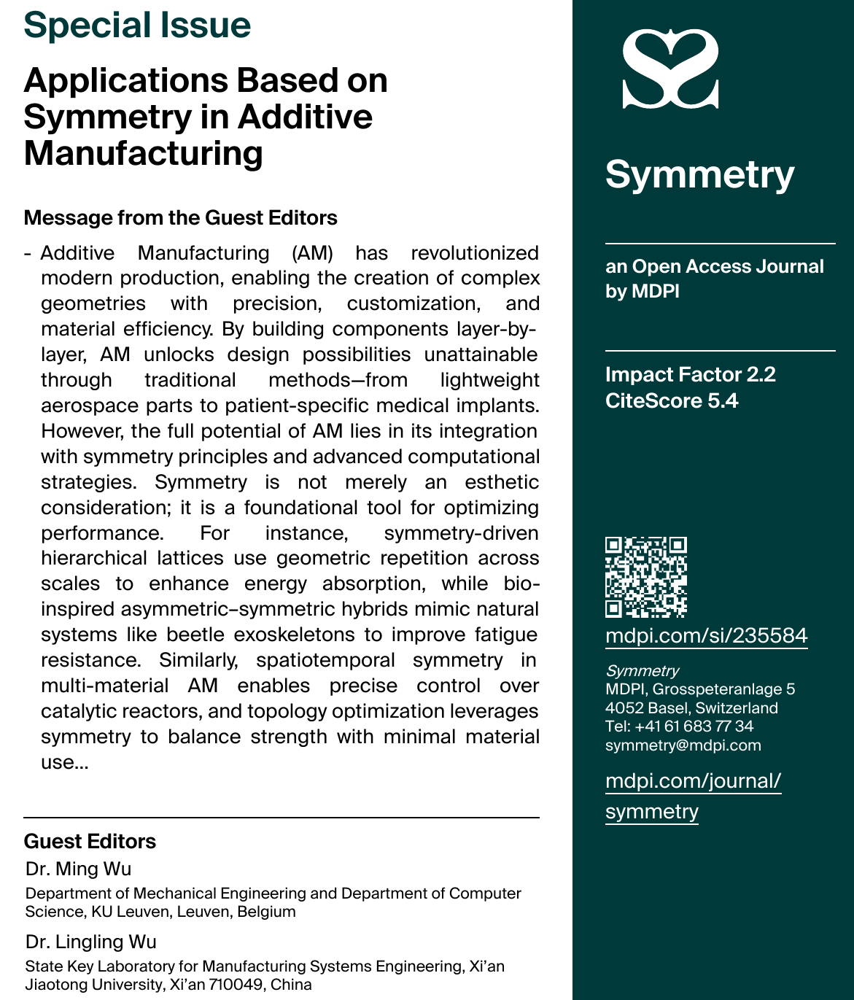 Special Issue
Applications Based on
Symmetry in Additive
Manufacturing
Message from the Guest Editors
- Additive Manufacturing (AM) has revolutionized
modern production, enabling the creation of complex
geometries with precision, customization, and
material efficiency. By building components layer-by-
layer, AM unlocks design possibilities unattainable
through traditional methods—from lightweight
aerospace parts to patient-specific medical implants.
However, the full potential of AM lies in its integration
with symmetry principles and advanced computational
strategies. Symmetry is not merely an esthetic
consideration; it is a foundational tool for optimizing
performance. For instance, symmetry-driven
hierarchical lattices use geometric repetition across
scales to enhance energy absorption, while bio-
inspired asymmetric–symmetric hybrids mimic natural
systems like beetle exoskeletons to improve fatigue
resistance. Similarly, spatiotemporal symmetry in
multi-material AM enables precise control over
catalytic reactors, and topology optimization leverages
symmetry to balance strength with minimal material
use...
Guest Editors
Dr. Ming Wu
Department of Mechanical Engineering and Department of Computer
Science, KU Leuven, Leuven, Belgium
Dr. Lingling Wu
State Key Laboratory for Manufacturing Systems Engineering, Xi’an
Jiaotong University, Xi’an 710049, China
Symmetry
an Open Access Journal
by MDPI
Impact Factor 2.2
CiteScore 5.4
mdpi.com/si/235584
Symmetry
MDPI, Grosspeteranlage 5
4052 Basel, Switzerland
Tel: +41 61 683 77 34
symmetry@mdpi.com
mdpi.com/journal/
symmetry